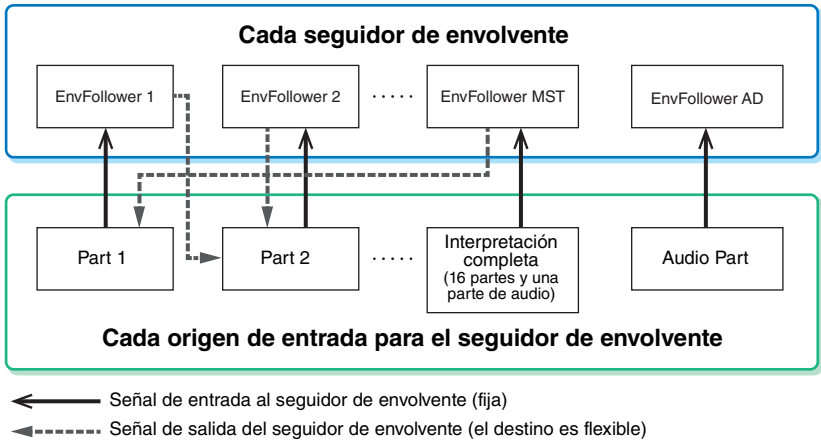 Cada seguidor de envolvente
EnvFollower 1
EnvFollower 2
·····
EnvFollower MST
EnvFollower AD
Part 1
Part 2
·····
Interpretación
completa
(16 partes y una
parte de audio)
Audio Part
Cada origen de entrada para el seguidor de envolvente
Señal de entrada al seguidor de envolvente (fija)
Señal de salida del seguidor de envolvente (el destino es flexible)